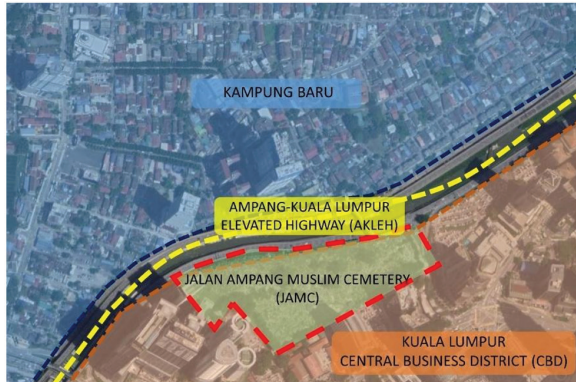 KAMPUNG BARU
AMPANG-KUALA LUMPUR
ELEVATED HIGHWAY (AKLEH)
JALAN AMPANG MUSLIM CEMETERY
(JAMC)
KUALA LUMPUR
CENTRAL BUSINESS DISTRICT (CBD)